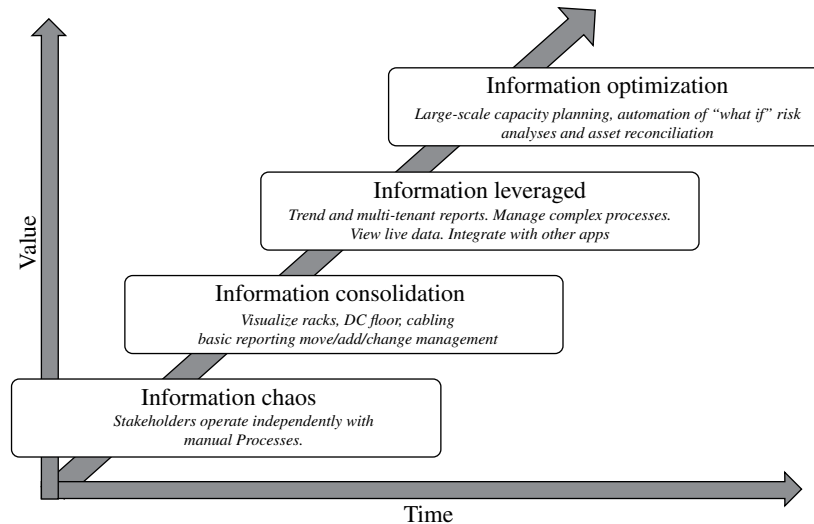 Information optimization
Large-scale capacity planning, automation of “what if” risk
analyses and asset reconciliation
Information leveraged
Trend and multi-tenant reports. Manage complex processes.
View live data. Integrate with other apps
Value
Information consolidation
Visualize racks, DC floor, cabling
basic reporting move/add/change management
Information chaos
Stakeholders operate independently with
manual Processes.
Time